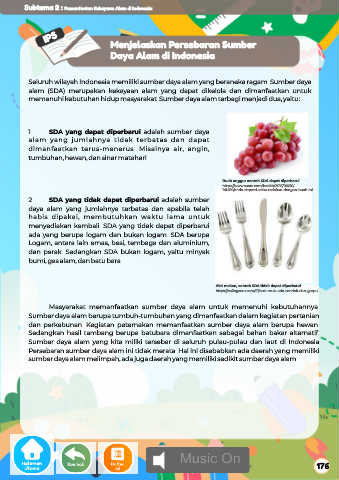 Subtema 2 : Pemanfaatan Kekayaan Alam di Indonesia
IPS
Menjelaskan Persebaran Sumber
Daya Alam di Indonesia
Seluruh wilayah Indonesia memiliki sumber daya alam yang beraneka ragam Sumber daya
alam (SDA) merupakan kekayaan alam yang dapat dikelola dan dimanfaatkan untuk
memenuhi kebutuhan hidup masyarakat Sumber daya alam terbagi menjadi dua, yaitu :
1 SDA yang dapat diperbarui adalah sumber daya
alam yang jumlahnya tidak terbatas dan dapat
dimanfaatkan terus-menerus Misalnya air, angin,
tumbuhan, hewan, dan sinar matahari
Buah anggur contoh SDA dapat diperbarui
2 SDA yang tidak dapat diperbarui adalah sumber
daya alam yang jumlahnya terbatas dan apabila telah
habis dipakai, membutuhkan waktu lama untuk
menyediakan kembali SDA yang tidak dapat diperbarui
ada yang berupa logam dan bukan logam SDA berupa
Logam, antara lain emas, besi, tembaga dan aluminium,
dan perak Sedangkan SDA bukan logam, yaitu minyak
bumi, gas alam, dan batu bara
Alat makan, contoh SDA tidak dapat diperbarui
Masyarakat memanfaatkan sumber daya alam untuk memenuhi kebutuhannya
Sumber daya alam berupa tumbuh-tumbuhan yang dimanfaatkan dalam kegiatan pertanian
dan perkebunan Kegiatan peternakan memanfaatkan sumber daya alam berupa hewan
Sedangkan hasil tambang berupa batubara dimanfaatkan sebagai bahan bakar alternatif
Sumber daya alam yang kita miliki tersebar di seluruh pulau-pulau dan laut di Indonesia
Persebaran sumber daya alam ini tidak merata Hal ini disebabkan ada daerah yang memiliki
sumber daya alam melimpah, ada juga daerah yang memiliki sedikit sumber daya alam
Halaman
Utama
Music On
176